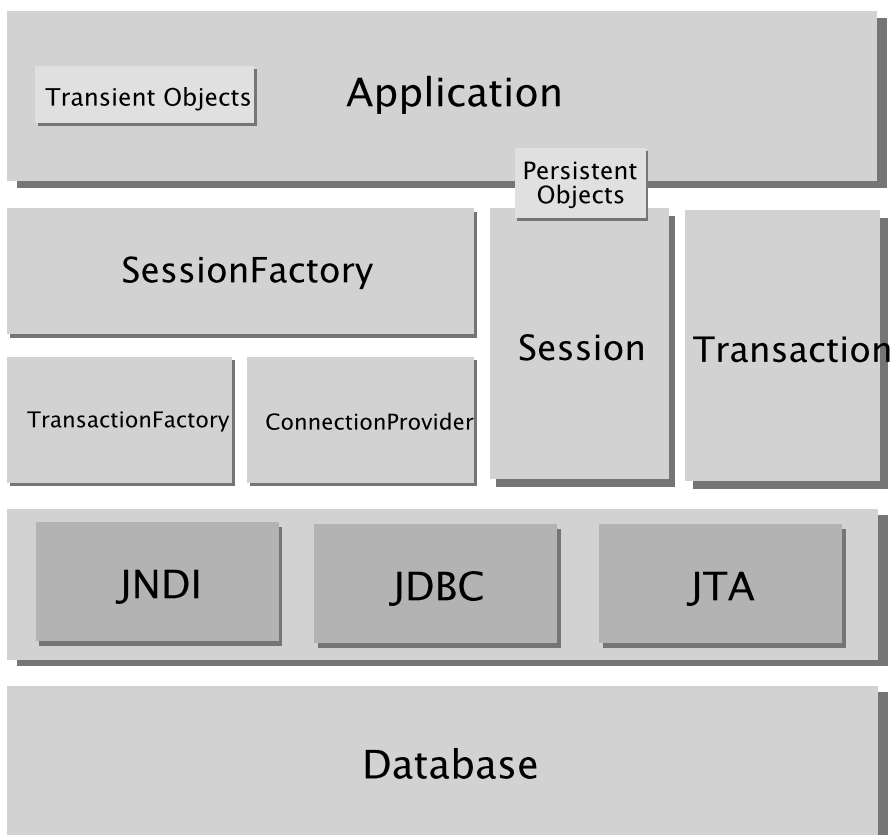 Transient Objects
Application
Persistent
Objects
SessionFactory
Session
Transaction
TransactionFactory
ConnectionProvider
JNDI
JDBC
JTA
Database